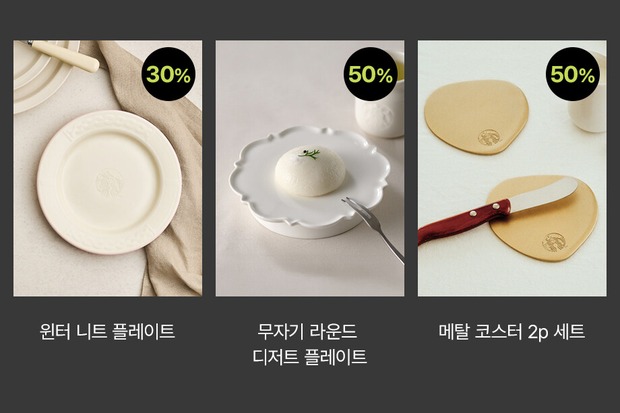 30%
50%
50%
윈터 니트 플레이트
무자기 라운드
디저트 플레이트
메탈 코스터 2p 세트